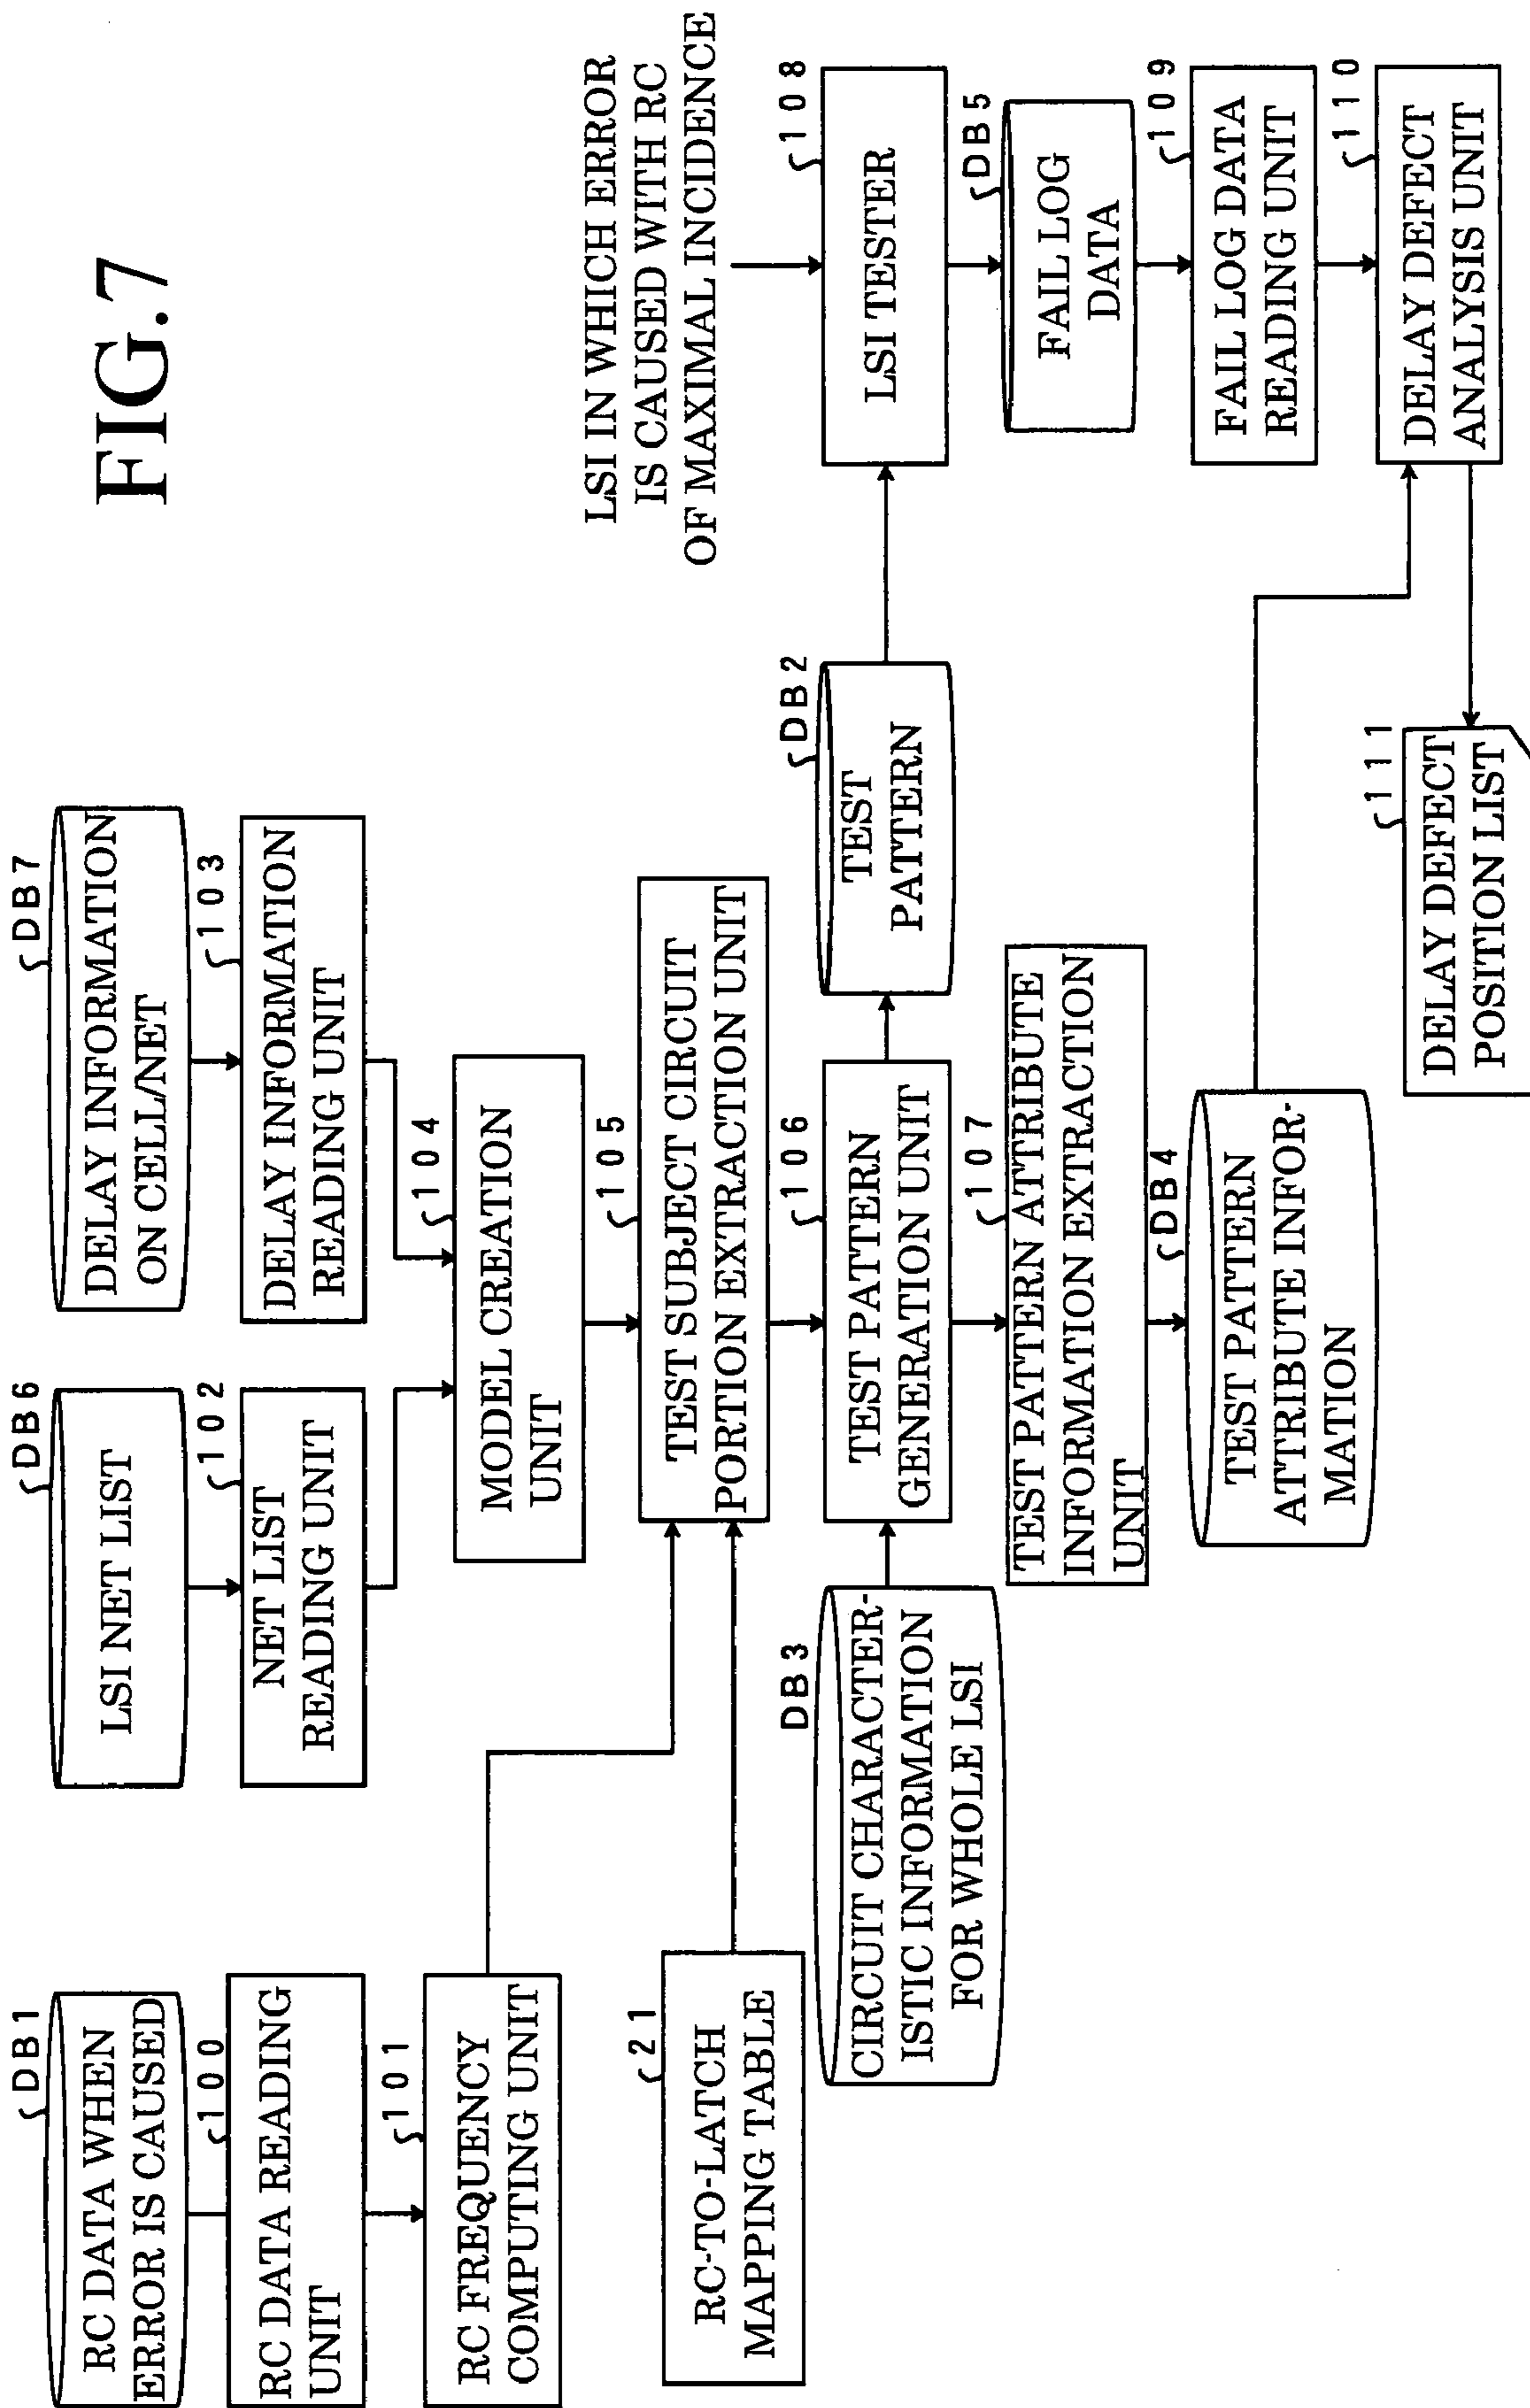 FIG.7
DB1
RC DATA WHEN
ERROR IS CAUSED
100
RC DATA READING
UNIT
101
RC FREQUENCY
COMPUTING UNIT
21
RC-TO-LATCH
MAPPING TABLE
DB6
LSI NET LIST
102
NET LIST
READING UNIT
DB7
DELAY INFORMATION
ON CELL/NET
103
DELAY INFORMATION
READING UNIT
104
MODEL CREATION
UNIT
105
TEST SUBJECT CIRCUIT
PORTION EXTRACTION UNIT
DB3
CIRCUIT CHARACTER-
ISTIC INFORMATION
FOR WHOLE LSI
106
TEST PATTERN
GENERATION UNIT
DB2
TEST
PATTERN
107
TEST PATTERN ATTRIBUTE
INFORMATION EXTRACTION
UNIT
DB4
TEST PATTERN
ATTRIBUTE INFOR-
MATION
LSI IN WHICH ERROR
IS CAUSED WITH RC
OF MAXIMAL INCIDENCE
108
LSI TESTER
DB5
FAIL LOG
DATA
109
FAIL LOG DATA
READING UNIT
110
DELAY DEFECT
ANALYSIS UNIT
111
DELAY DEFECT
POSITION LIST